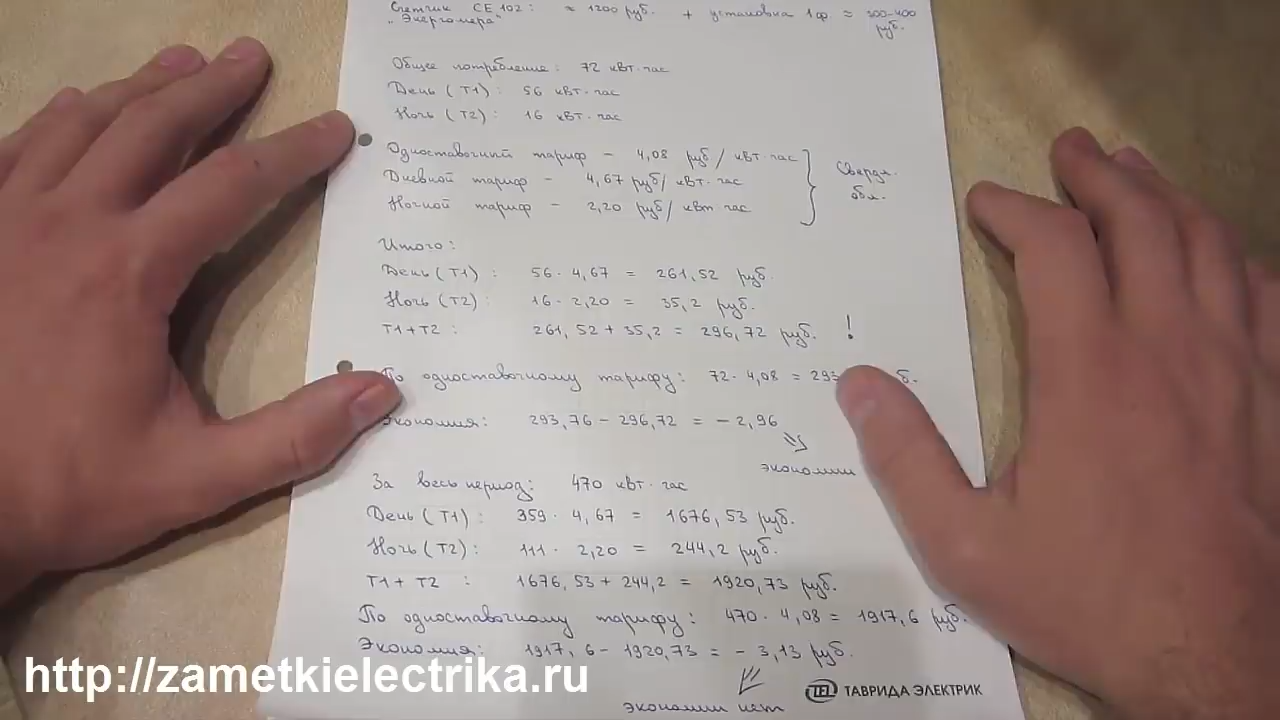 Счетчик СЕ 102: ≈ 1200 руб. + установка 1ф ≈ 300-400 руб.
"Энергомера"
Общее потребление: 72 кВт·час
День (Т1): 56 кВт·час
Ночь (Т2): 16 кВт·час
Одноставочный тариф - 4,08 руб/кВт·час
Дневной тариф - 4,67 руб/кВт·час
Ночной тариф - 2,20 руб/кВт час
Свердл. обл.
Итого:
День (Т1): 56 · 4,67 = 261,52 руб.
Ночь (Т2): 16 · 2,20 = 35,2 руб.
Т1+Т2: 261,52 + 35,2 = 296,72 руб. !
По одноставочному тарифу: 72 · 4,08 = 293 б.
Экономия: 293,76 - 296,72 = - 2,96
экономии
За весь период: 470 кВт·час
День (Т1): 359 · 4,67 = 1676,53 руб.
Ночь (Т2): 111 · 2,20 = 244,2 руб.
Т1 + Т2 : 1676,53 + 244,2 = 1920,73 руб.
По одноставочному тарифу: 470 · 4,08 = 1917,6 руб.
Экономия: 1917,6 - 1920,73 = - 3,13 руб.
экономии нет
TEL ТАВРИДА ЭЛЕКТРИК
http://zametkielectrika.ru